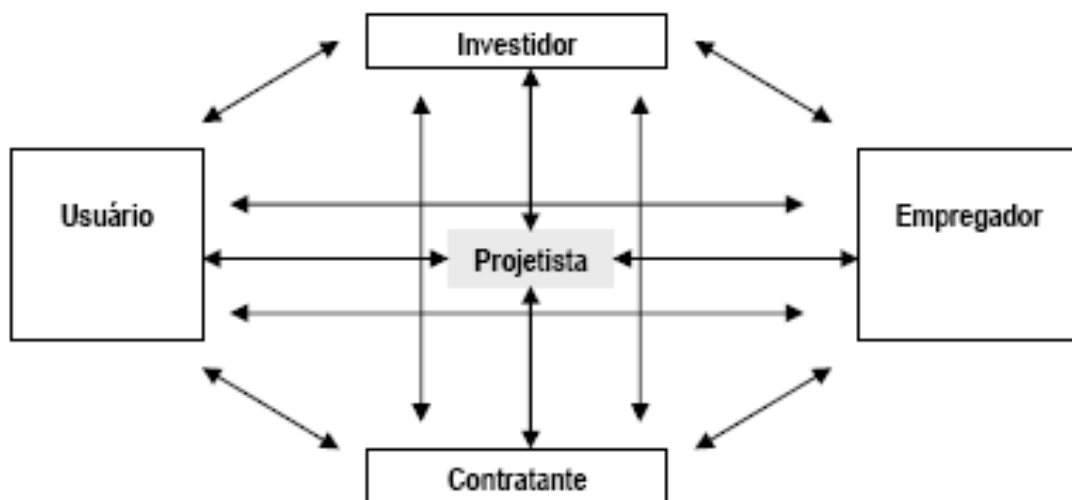 Investidor
Usuário
Empregador
Projetista
Contratante